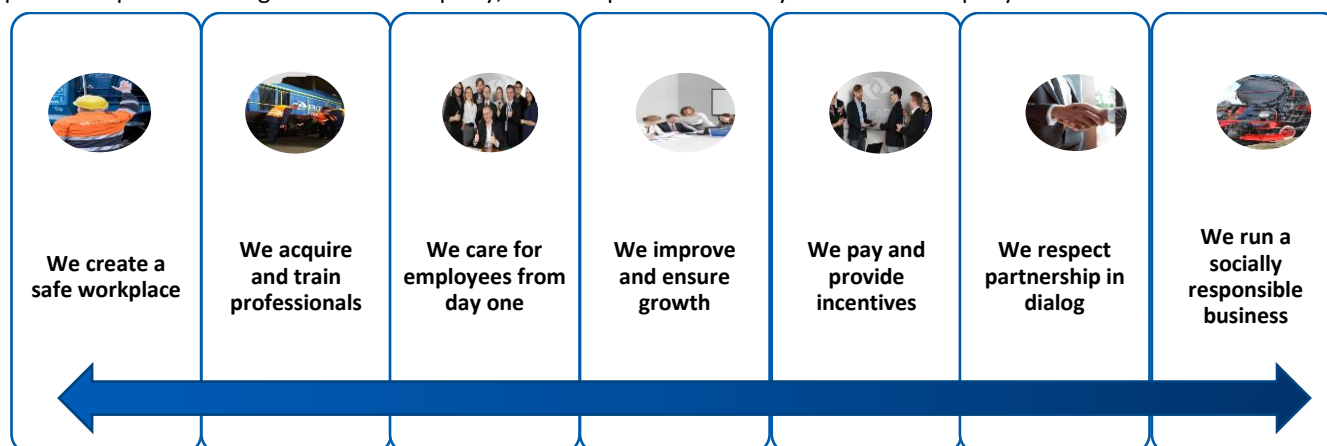 We create a
safe workplace
We acquire
and train
professionals
We care for
employees from
day one
We improve
and ensure
growth
We pay and
provide
incentives
We respect
partnership in
dialog
We run a
socially
responsible
business